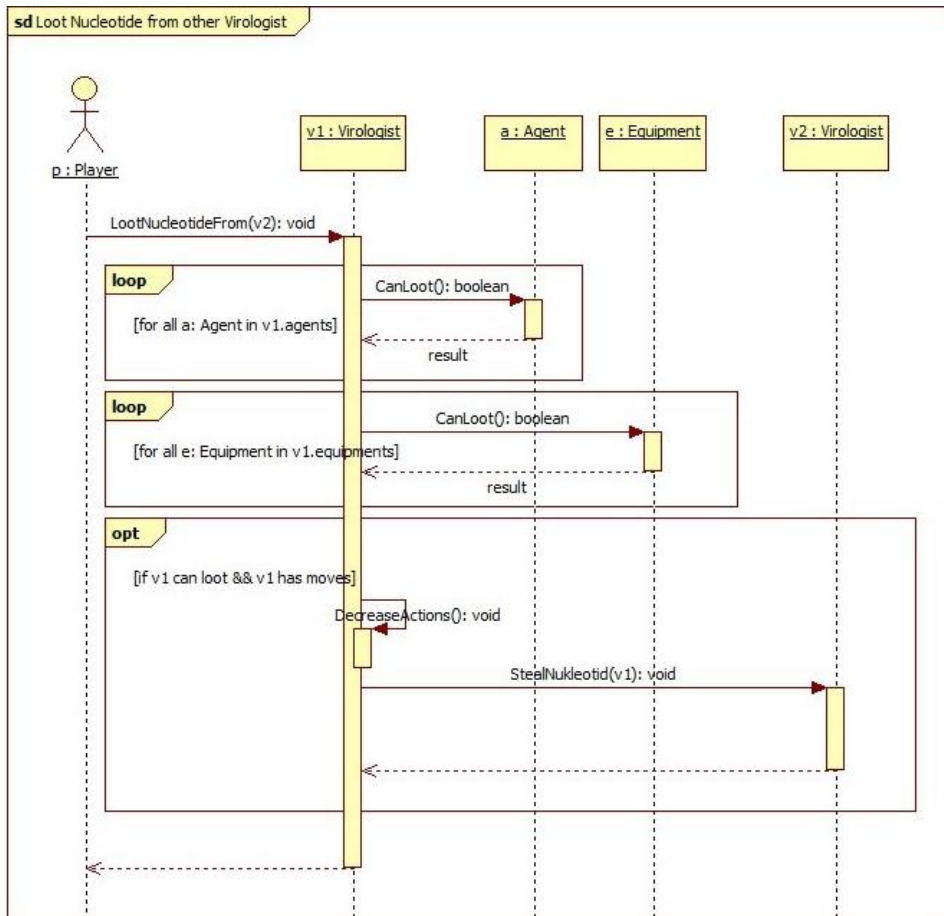 sd Loot Nucleotide from other Virologist
p : Player
v1 : Virologist
a : Agent
e : Equipment
v2 : Virologist
LootNucleotideFrom(v2): void
loop
CanLoot(): boolean
[for all a: Agent in v1.agents]
result
loop
CanLoot(): boolean
[for all e: Equipment in v1.equipments]
result
opt
[if v1 can loot && v1 has moves]
DecreaseActions(): void
StealNukleotid(v1): void